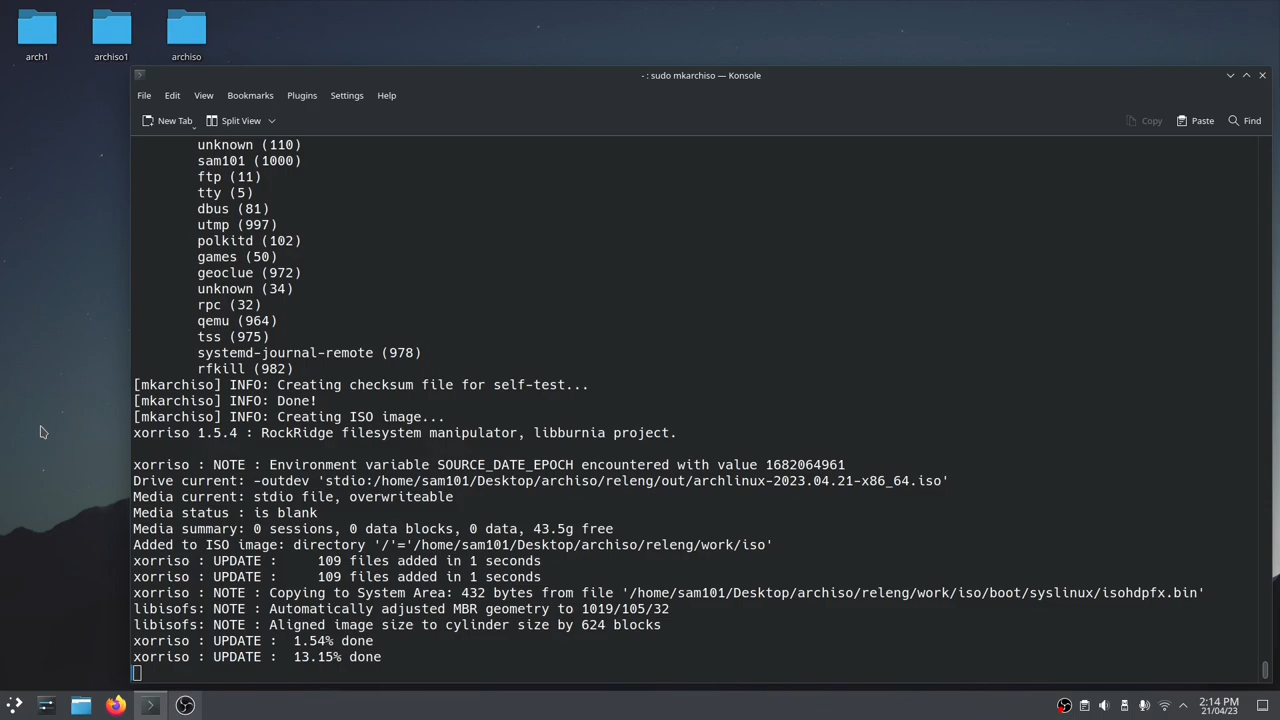 arch1
archiso1
archiso
- : sudo mkarchiso — Konsole
File Edit View Bookmarks Plugins Settings Help
New Tab Split View Copy Paste Find
unknown (110)
sam101 (1000)
ftp (11)
tty (5)
dbus (81)
utmp (997)
polkitd (102)
games (50)
geoclue (972)
unknown (34)
rpc (32)
qemu (964)
tss (975)
systemd-journal-remote (978)
rfkill (982)
[mkarchiso] INFO: Creating checksum file for self-test...
[mkarchiso] INFO: Done!
[mkarchiso] INFO: Creating ISO image...
xorriso 1.5.4 : RockRidge filesystem manipulator, libburnia project.
xorriso : NOTE : Environment variable SOURCE_DATE_EPOCH encountered with value 1682064961
Drive current: -outdev 'stdio:/home/sam101/Desktop/archiso/releng/out/archlinux-2023.04.21-x86_64.iso'
Media current: stdio file, overwriteable
Media status : is blank
Media summary: 0 sessions, 0 data blocks, 0 data, 43.5g free
Added to ISO image: directory '/'='/home/sam101/Desktop/archiso/releng/work/iso'
xorriso : UPDATE :     109 files added in 1 seconds
xorriso : UPDATE :     109 files added in 1 seconds
xorriso : NOTE : Copying to System Area: 432 bytes from file '/home/sam101/Desktop/archiso/releng/work/iso/boot/syslinux/isohdpfx.bin'
libisofs: NOTE : Automatically adjusted MBR geometry to 1019/105/32
libisofs: NOTE : Aligned image size to cylinder size by 624 blocks
xorriso : UPDATE :  1.54% done
xorriso : UPDATE :  13.15% done
2:14 PM
21/04/23